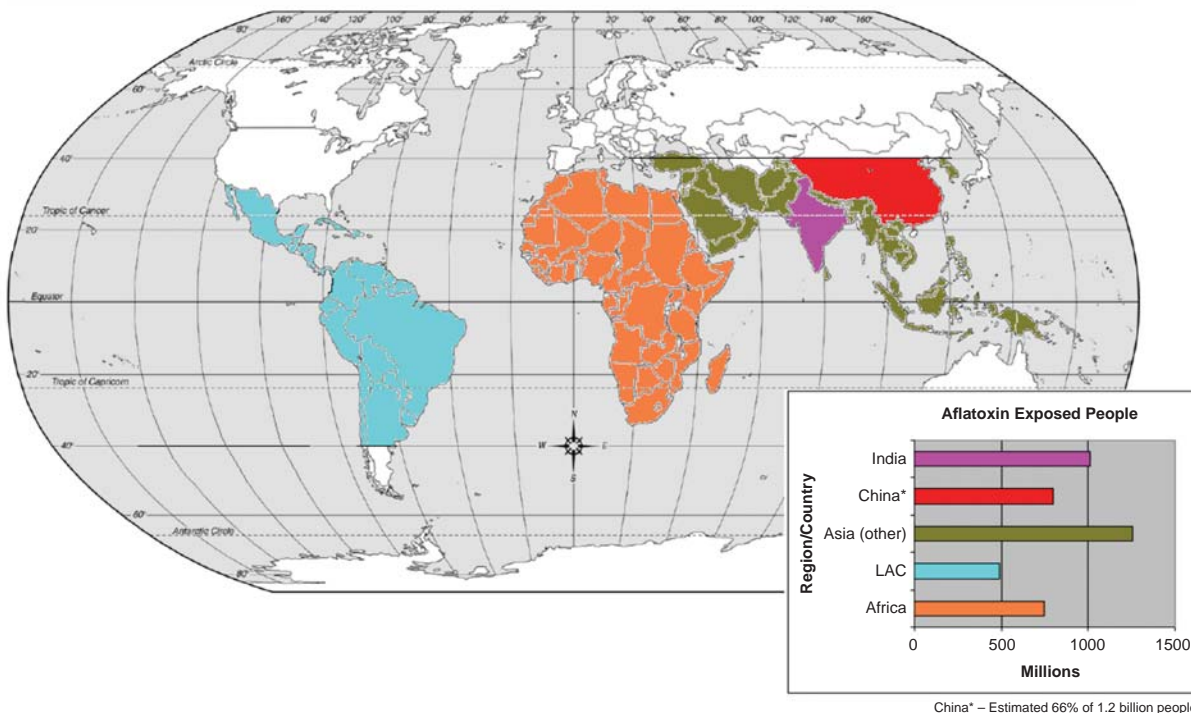 160° 140° 120° 100° 80° 60° 40° 20° 0° 20° 40° 60° 80° 100° 120° 140° 160°
80°
Arctic Circle
60°
40°
Tropic of Cancer
20°
Equator
20°
Tropic of Capricorn
N
40° W E
S
60°
Antarctic Circle
80°
Aflatoxin Exposed People
Region/Country
India
China*
Asia (other)
LAC
Africa
0 500 1000 1500
Millions
China* – Estimated 66% of 1.2 billion people